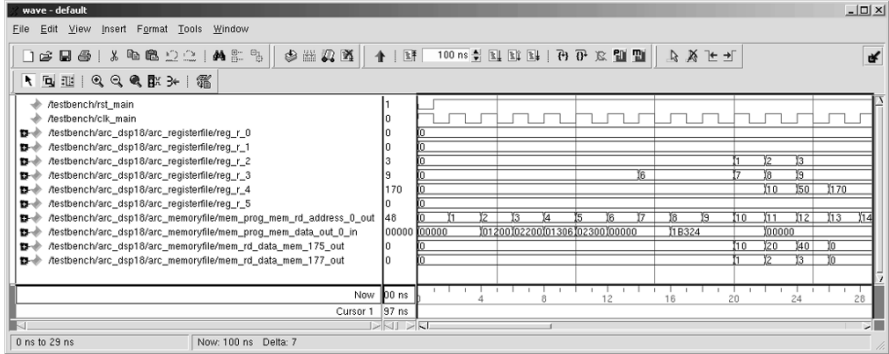 wave - default
File Edit View Insert Format Tools Window
100 ns
/testbench/rst_main 1
/testbench/clk_main 0
/testbench/arc_dsp18/arc_registerfile/reg_r_0 0 0
/testbench/arc_dsp18/arc_registerfile/reg_r_1 0 0
/testbench/arc_dsp18/arc_registerfile/reg_r_2 3 0 1 2 3
/testbench/arc_dsp18/arc_registerfile/reg_r_3 9 0 6 7 8 9
/testbench/arc_dsp18/arc_registerfile/reg_r_4 170 0 10 50 170
/testbench/arc_dsp18/arc_registerfile/reg_r_5 0 0
/testbench/arc_dsp18/arc_memoryfile/mem_prog_mem_rd_address_0_out 48 0 1 2 3 4 5 6 7 8 9 10 11 12 13 14
/testbench/arc_dsp18/arc_memoryfile/mem_prog_mem_data_out_0_in 00000 00000 01200 02200 01306 02300 00000 1B324 00000
/testbench/arc_dsp18/arc_memoryfile/mem_rd_data_mem_175_out 0 10 20 40 0
/testbench/arc_dsp18/arc_memoryfile/mem_rd_data_mem_177_out 0 1 2 3 0
Now 00 ns 0 4 8 12 16 20 24 28
Cursor 1 97 ns
0 ns to 29 ns Now: 100 ns Delta: 7